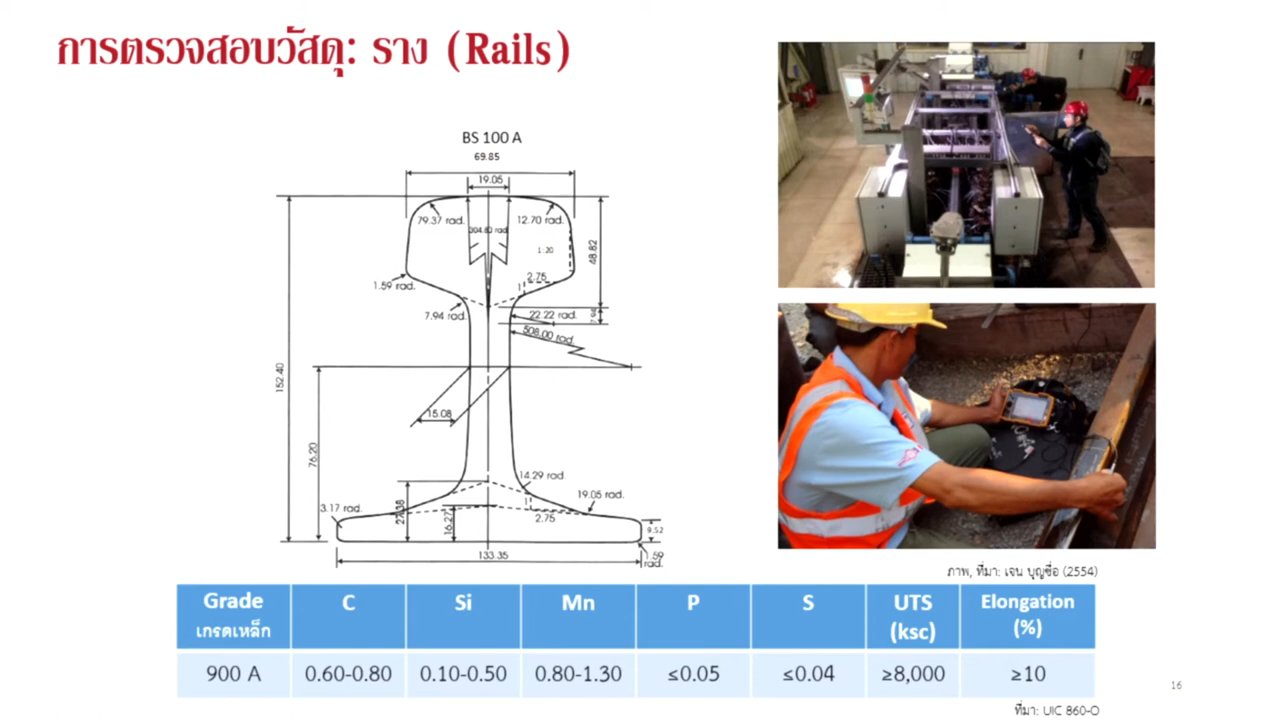 การตรวจสอบวัสดุ: ราง (Rails)
BS 100 A
69.85
19.05
79.37 rad.
304.80 rad
12.70 rad.
1:20
48.82
1.59 rad.
2.75
7.94 rad.
22.22 rad.
7.94
508.00 rad
152.40
15.08
76.20
14.29 rad.
19.05 rad.
3.17 rad.
27.38
16.27
2.75
9.52
133.35
1.59 rad.
ภาพ, ที่มา: เจน บุญซื่อ (2554)
Grade เกรดเหล็ก C Si Mn P S UTS (ksc) Elongation (%)
900 A 0.60-0.80 0.10-0.50 0.80-1.30 ≤0.05 ≤0.04 ≥8,000 ≥10
16
ที่มา: UIC 860-O